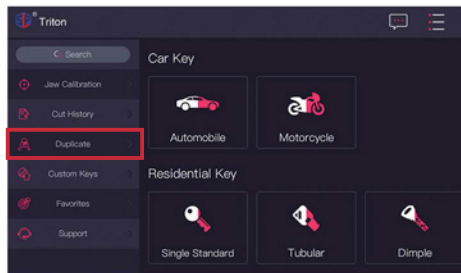 Triton
Search
Jaw Calibration
Cut History
Duplicate
Custom Keys
Favorites
Support
Car Key
Automobile
Motorcycle
Residential Key
Single Standard
Tubular
Dimple